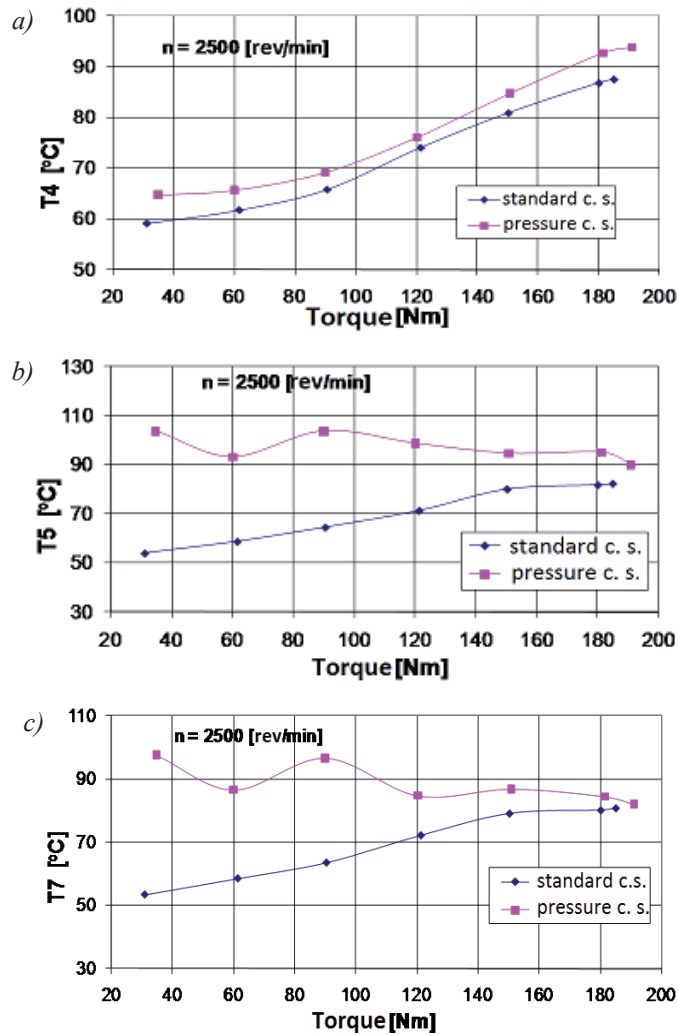 a)
n = 2500 [rev/min]
100
90
80
70
60
50
T4 [ºC]
standard c. s.
pressure c. s.
20 40 60 80 100 120 140 160 180 200
Torque[Nm]
b)
n = 2500 [rev/min]
130
110
90
70
50
30
T5 [ºC]
standard c. s.
pressure c. s.
20 40 60 80 100 120 140 160 180 200
Torque[Nm]
c)
n = 2500 [rev/min]
110
90
70
50
30
T7 [ºC]
standard c.s.
pressure c. s.
20 40 60 80 100 120 140 160 180 200
Torque[Nm]